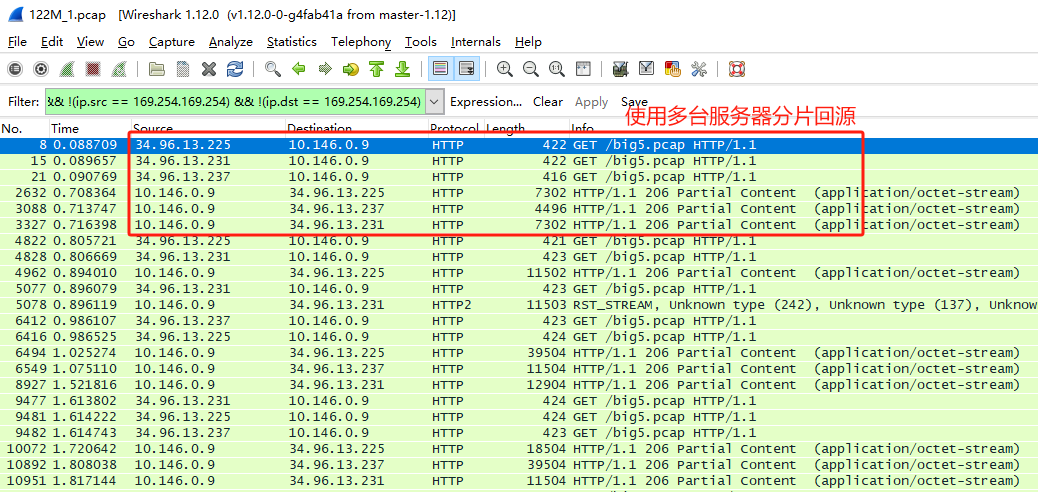 122M_1.pcap [Wireshark 1.12.0 (v1.12.0-0-g4fab41a from master-1.12)]
File Edit View Go Capture Analyze Statistics Telephony Tools Internals Help
Filter: && !(ip.src == 169.254.169.254) && !(ip.dst == 169.254.169.254) Expression... Clear Apply Save
使用多台服务器分片回源
No. Time Source Destination Protocol Length Info
8 0.088709 34.96.13.225 10.146.0.9 HTTP 422 GET /big5.pcap HTTP/1.1
15 0.089657 34.96.13.231 10.146.0.9 HTTP 422 GET /big5.pcap HTTP/1.1
21 0.090769 34.96.13.237 10.146.0.9 HTTP 416 GET /big5.pcap HTTP/1.1
2632 0.708364 10.146.0.9 34.96.13.225 HTTP 7302 HTTP/1.1 206 Partial Content (application/octet-stream)
3088 0.713747 10.146.0.9 34.96.13.237 HTTP 4496 HTTP/1.1 206 Partial Content (application/octet-stream)
3327 0.716398 10.146.0.9 34.96.13.231 HTTP 7302 HTTP/1.1 206 Partial Content (application/octet-stream)
4822 0.805721 34.96.13.225 10.146.0.9 HTTP 421 GET /big5.pcap HTTP/1.1
4828 0.806669 34.96.13.231 10.146.0.9 HTTP 423 GET /big5.pcap HTTP/1.1
4962 0.894010 10.146.0.9 34.96.13.225 HTTP 11502 HTTP/1.1 206 Partial Content (application/octet-stream)
5077 0.896079 34.96.13.231 10.146.0.9 HTTP 423 GET /big5.pcap HTTP/1.1
5078 0.896119 10.146.0.9 34.96.13.231 HTTP2 11503 RST_STREAM, Unknown type (242), Unknown type (137), Unknown
6412 0.986107 34.96.13.237 10.146.0.9 HTTP 423 GET /big5.pcap HTTP/1.1
6416 0.986525 34.96.13.225 10.146.0.9 HTTP 424 GET /big5.pcap HTTP/1.1
6494 1.025274 10.146.0.9 34.96.13.225 HTTP 39504 HTTP/1.1 206 Partial Content (application/octet-stream)
6549 1.075110 10.146.0.9 34.96.13.237 HTTP 11504 HTTP/1.1 206 Partial Content (application/octet-stream)
8927 1.521816 10.146.0.9 34.96.13.231 HTTP 12904 HTTP/1.1 206 Partial Content (application/octet-stream)
9477 1.613802 34.96.13.231 10.146.0.9 HTTP 424 GET /big5.pcap HTTP/1.1
9481 1.614222 34.96.13.225 10.146.0.9 HTTP 424 GET /big5.pcap HTTP/1.1
9482 1.614743 34.96.13.237 10.146.0.9 HTTP 423 GET /big5.pcap HTTP/1.1
10072 1.720642 10.146.0.9 34.96.13.225 HTTP 18504 HTTP/1.1 206 Partial Content (application/octet-stream)
10892 1.808038 10.146.0.9 34.96.13.237 HTTP 39504 HTTP/1.1 206 Partial Content (application/octet-stream)
10951 1.817144 10.146.0.9 34.96.13.231 HTTP 11504 HTTP/1.1 206 Partial Content (application/octet-stream)